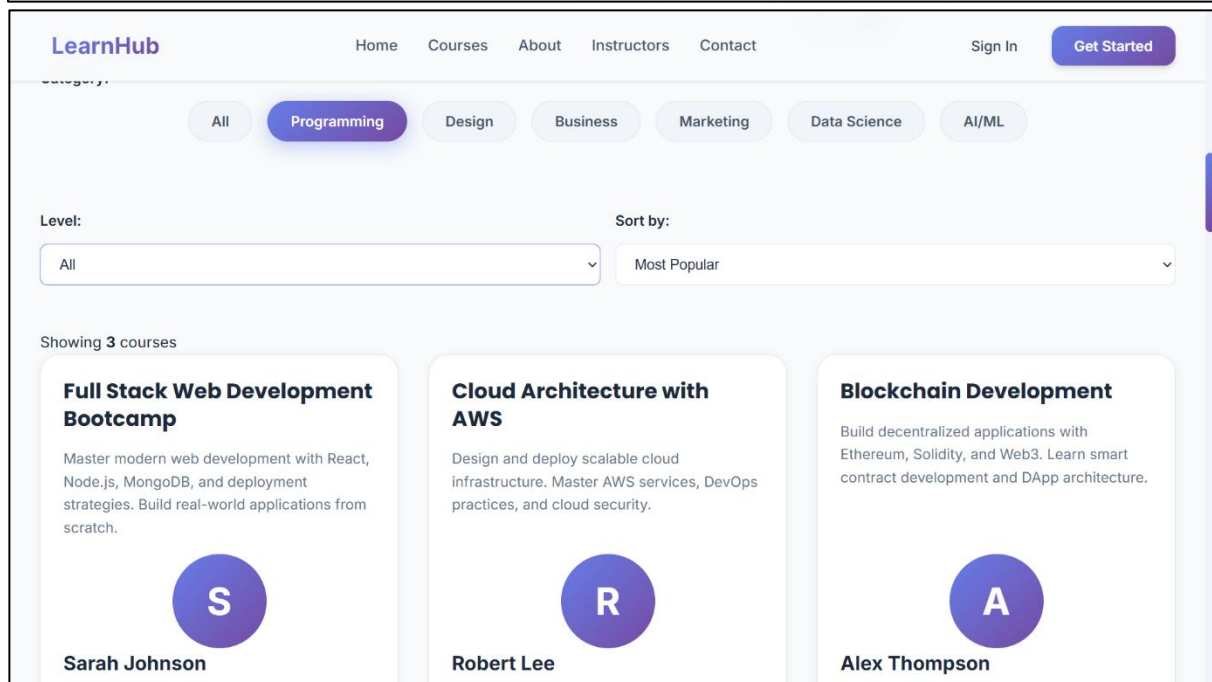 LearnHub
Home Courses About Instructors Contact
Sign In
Get Started
Category:
All Programming Design Business Marketing Data Science AI/ML
Level:
Sort by:
All
Most Popular
Showing 3 courses
Full Stack Web Development
Bootcamp
Master modern web development with React,
Node.js, MongoDB, and deployment
strategies. Build real-world applications from
scratch.
S
Sarah Johnson
Cloud Architecture with
AWS
Design and deploy scalable cloud
infrastructure. Master AWS services, DevOps
practices, and cloud security.
R
Robert Lee
Blockchain Development
Build decentralized applications with
Ethereum, Solidity, and Web3. Learn smart
contract development and DApp architecture.
A
Alex Thompson